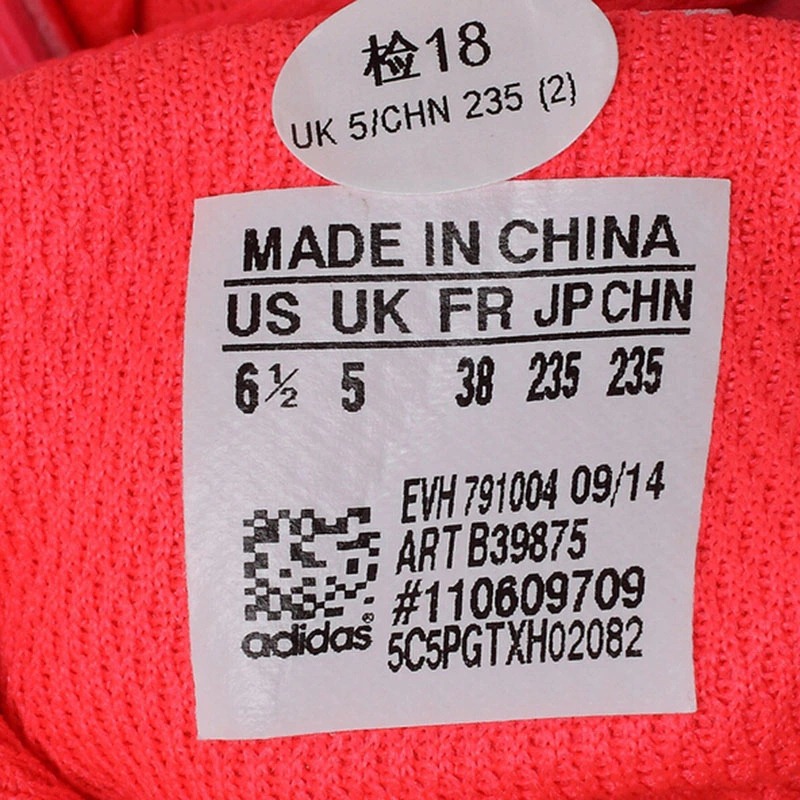 检18
UK 5/CHN 235 (2)
MADE IN CHINA
US UK FR JP CHN
6½ 5 38 235 235
EVH 791004 09/14
ART B39875
#110609709
5C5PGTXH02082
adidas®